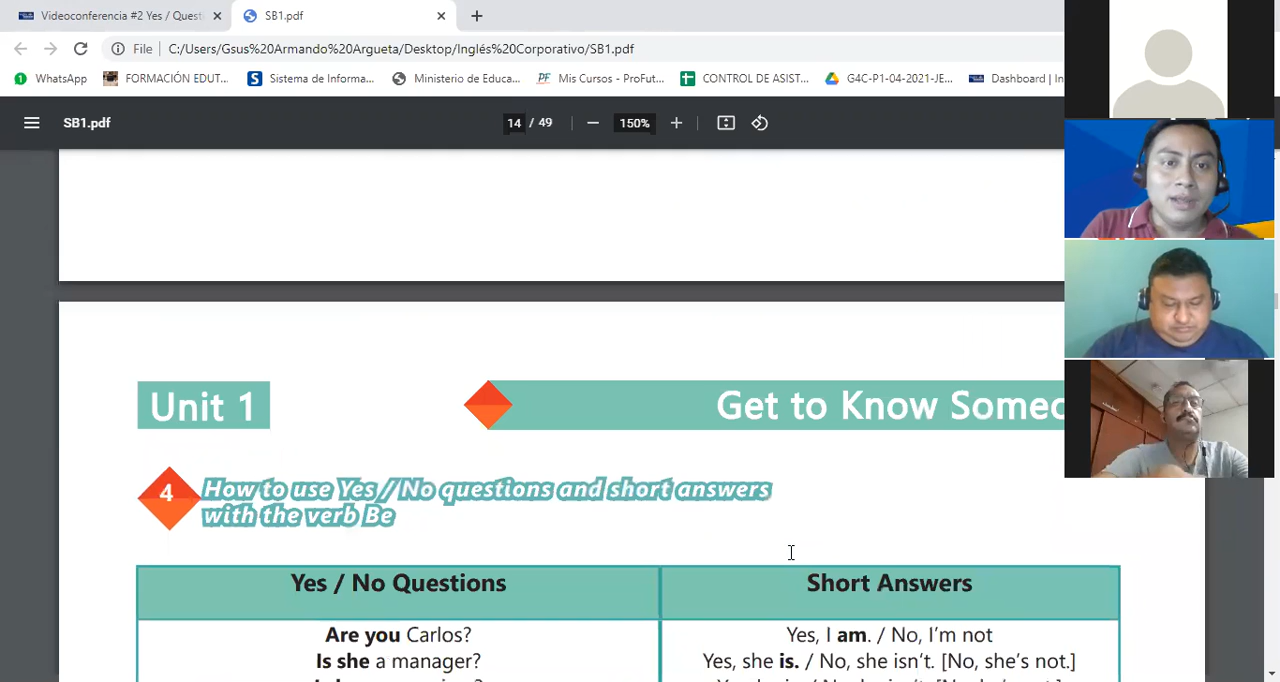 Videoconferencia #2 Yes / Quest
SB1.pdf
File
C:/Users/Gsus%20Armando%20Argueta/Desktop/Inglés%20Corporativo/SB1.pdf
WhatsApp
FORMACIÓN EDUT...
Sistema de Informa...
Ministerio de Educa...
PF Mis Cursos - ProFut...
CONTROL DE ASIST...
G4C-P1-04-2021-JE...
Dashboard | In
SB1.pdf
14 / 49
150%
Unit 1
Get to Know Someo
4
How to use Yes / No questions and short answers
with the verb Be
Yes / No Questions
Short Answers
Are you Carlos?
Yes, I am. / No, I'm not
Is she a manager?
Yes, she is. / No, she isn't. [No, she's not.]